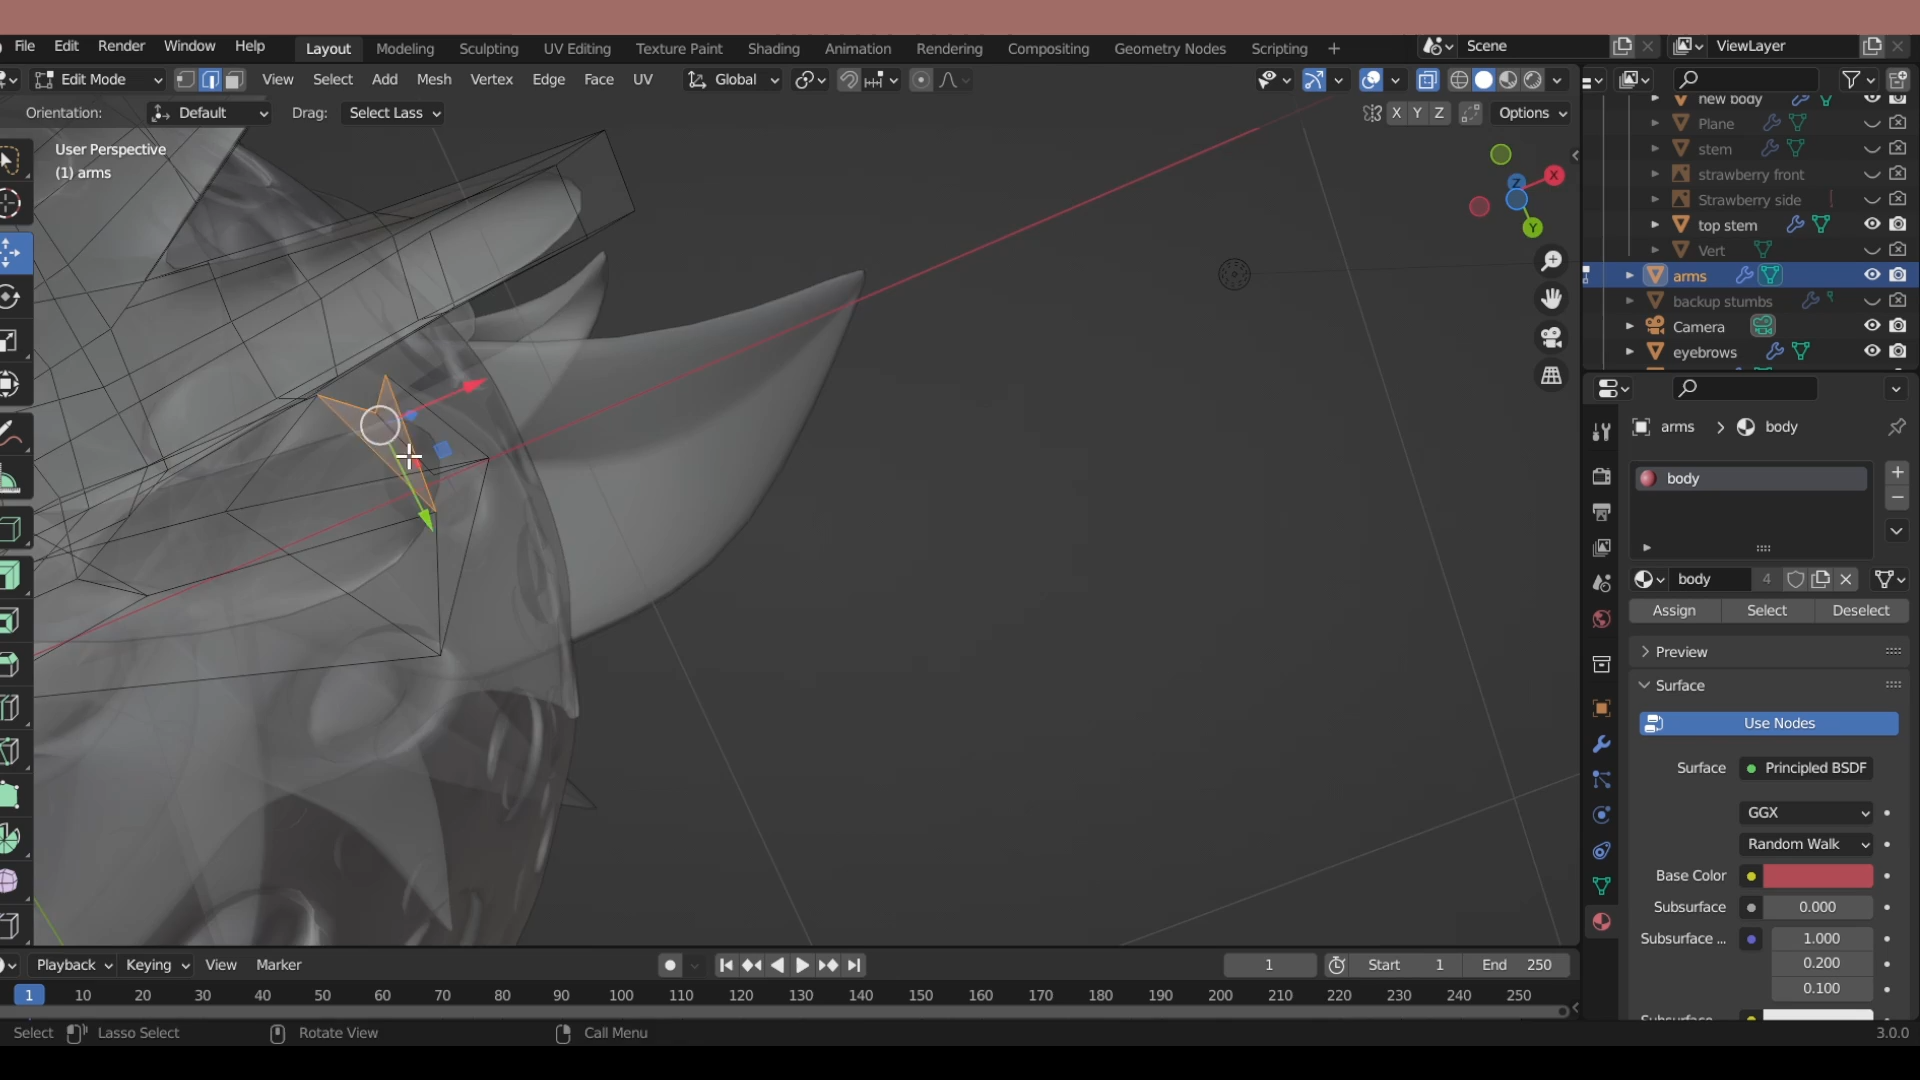 File Edit Render Window Help Layout Modeling Sculpting UV Editing Texture Paint Shading Animation Rendering Compositing Geometry Nodes Scripting + Scene ViewLayer
Edit Mode View Select Add Mesh Vertex Edge Face UV Global
Orientation: Default Drag: Select Lass X Y Z Options
User Perspective
(1) arms
X
Z
Y
new body
Plane
stem
strawberry front
Strawberry side
top stem
Vert
arms
backup stumbs
Camera
eyebrows
arms > body
body
body 4
Assign Select Deselect
Preview
Surface
Use Nodes
Surface Principled BSDF
GGX
Random Walk
Base Color
Subsurface 0.000
Subsurface ... 1.000
0.200
0.100
Playback Keying View Marker 1 Start 1 End 250
1 10 20 30 40 50 60 70 80 90 100 110 120 130 140 150 160 170 180 190 200 210 220 230 240 250
Select Lasso Select Rotate View Call Menu 3.0.0